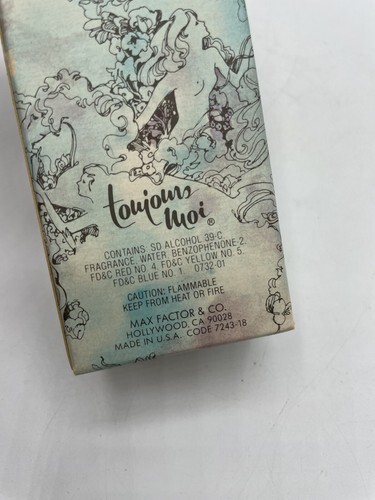 toujours
moi®
CONTAINS SD ALCOHOL 39-C
FRAGRANCE, WATER, BENZOPHENONE-2
FD&C RED NO. 4, FD&C YELLOW NO. 5,
FD&C BLUE NO. 1 0732-01
CAUTION: FLAMMABLE
KEEP FROM HEAT OR FIRE
MAX FACTOR & CO.
HOLLYWOOD, CA 90028
MADE IN U.S.A. CODE 7243-18